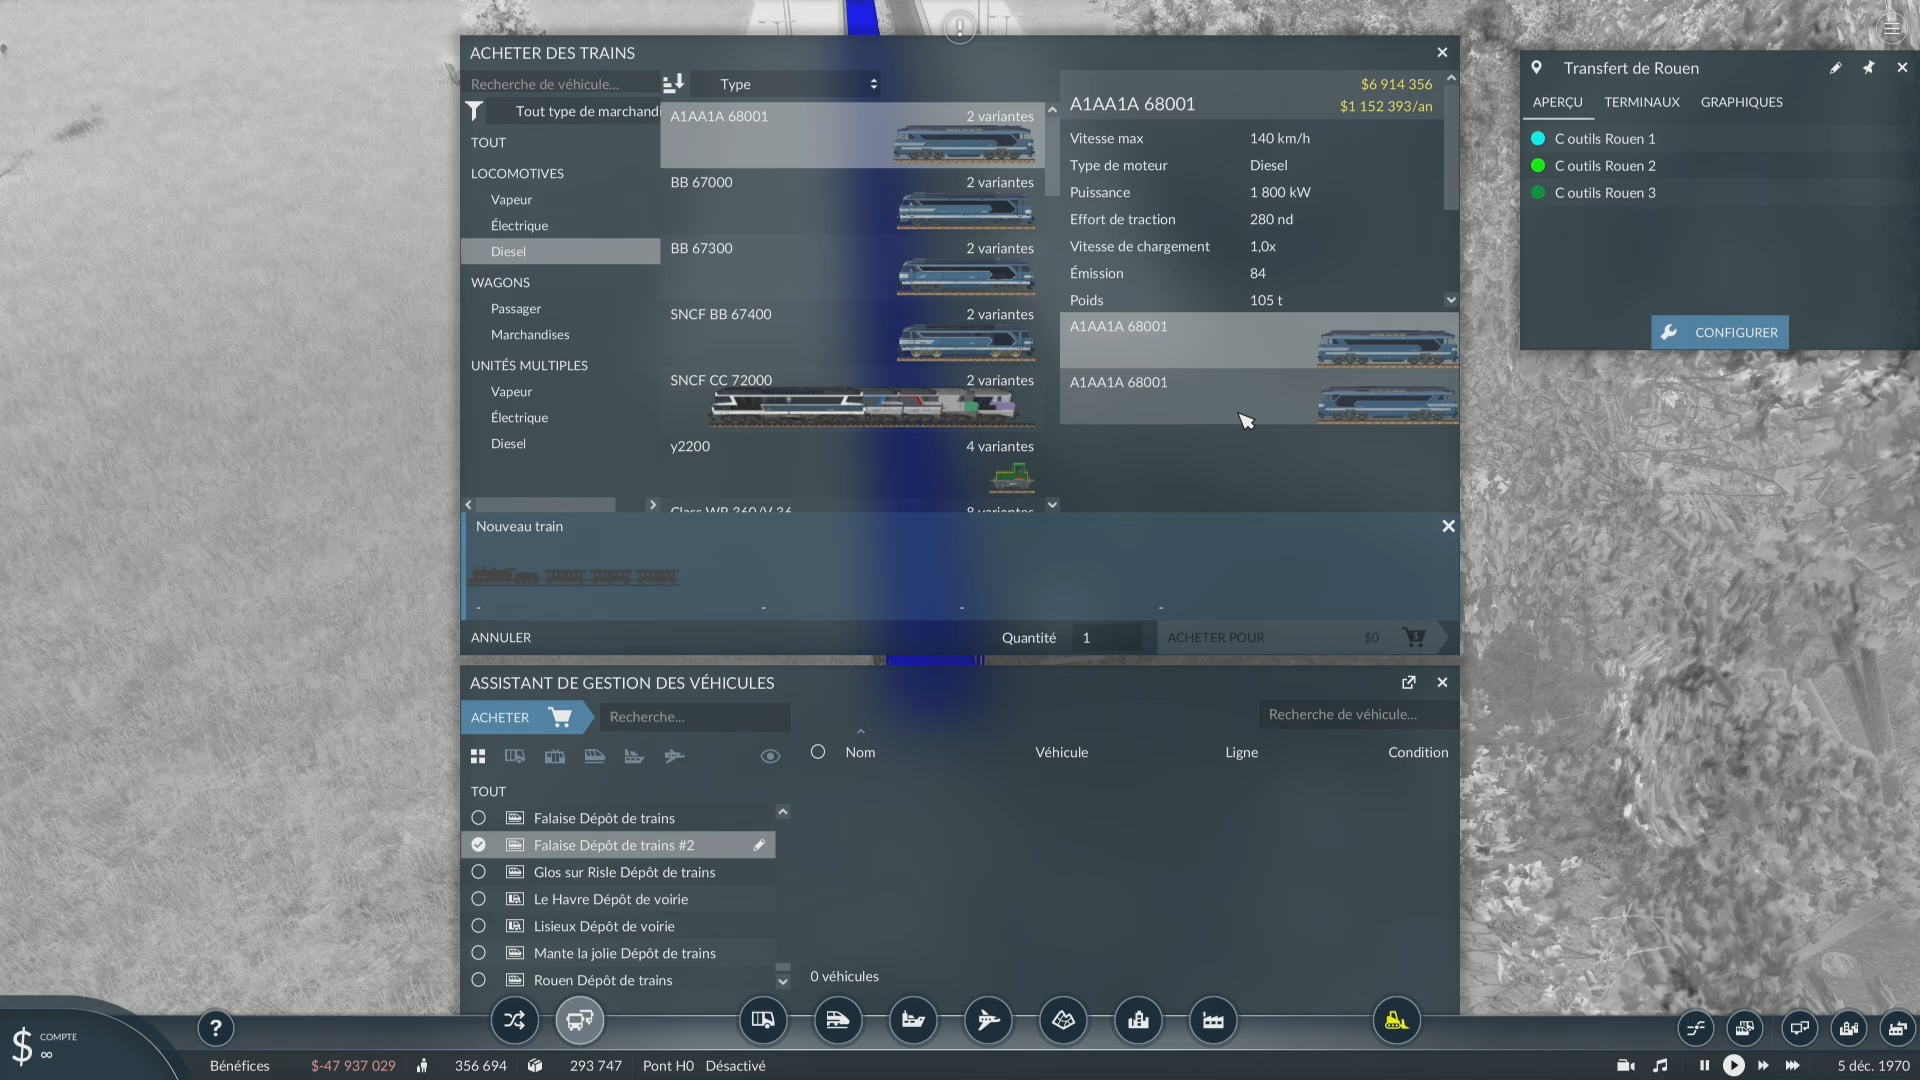 ACHETER DES TRAINS
Recherche de véhicule...
Type
Tout type de marchandi
TOUT
LOCOMOTIVES
Vapeur
Électrique
Diesel
WAGONS
Passager
Marchandises
UNITÉS MULTIPLES
Vapeur
Électrique
Diesel
A1AA1A 68001 2 variantes
BB 67000 2 variantes
BB 67300 2 variantes
SNCF BB 67400 2 variantes
SNCF CC 72000 2 variantes
y2200 4 variantes
$6 914 356
A1AA1A 68001
$1 152 393/an
Vitesse max 140 km/h
Type de moteur Diesel
Puissance 1 800 kW
Effort de traction 280 nd
Vitesse de chargement 1,0x
Émission 84
Poids 105 t
A1AA1A 68001
A1AA1A 68001
Nouveau train
- - - -
ANNULER
Quantité 1
ACHETER POUR $0
Transfert de Rouen
APERÇU TERMINAUX GRAPHIQUES
C outils Rouen 1
C outils Rouen 2
C outils Rouen 3
CONFIGURER
ASSISTANT DE GESTION DES VÉHICULES
ACHETER
Recherche...
Recherche de véhicule...
Nom Véhicule Ligne Condition
TOUT
Falaise Dépôt de trains
Falaise Dépôt de trains #2
Glos sur Risle Dépôt de trains
Le Havre Dépôt de voirie
Lisieux Dépôt de voirie
Mante la jolie Dépôt de trains
Rouen Dépôt de trains
0 véhicules
$ COMPTE
∞
?
Bénéfices $-47 937 029 356 694 293 747 Pont H0 Désactivé
5 déc. 1970